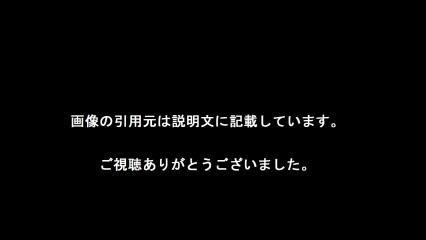 画像の引用元は説明文に記載しています。
ご視聴ありがとうございました。